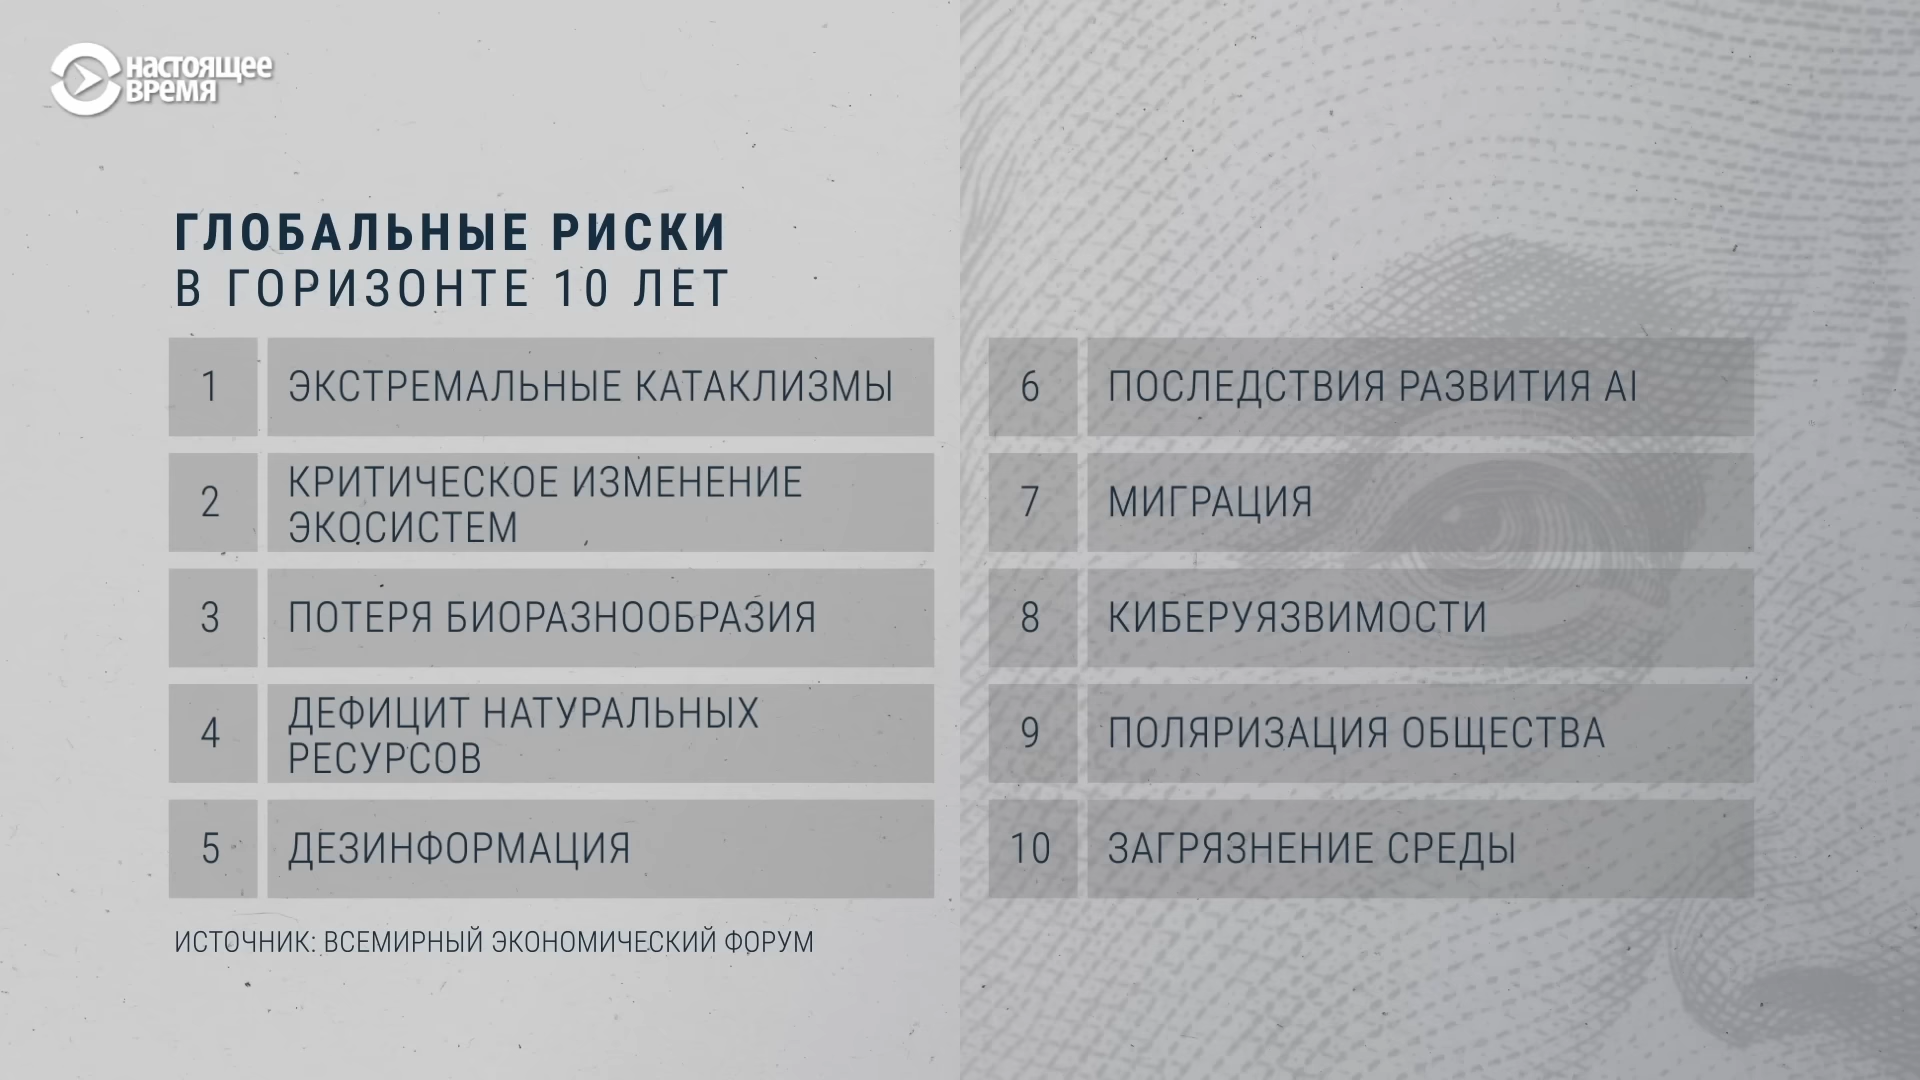 НАСТОЯЩЕЕ
ВРЕМЯ
ГЛОБАЛЬНЫЕ РИСКИ
В ГОРИЗОНТЕ 10 ЛЕТ
1 ЭКСТРЕМАЛЬНЫЕ КАТАКЛИЗМЫ
2 КРИТИЧЕСКОЕ ИЗМЕНЕНИЕ
ЭКОСИСТЕМ
3 ПОТЕРЯ БИОРАЗНООБРАЗИЯ
4 ДЕФИЦИТ НАТУРАЛЬНЫХ
РЕСУРСОВ
5 ДЕЗИНФОРМАЦИЯ
6 ПОСЛЕДСТВИЯ РАЗВИТИЯ AI
7 МИГРАЦИЯ
8 КИБЕРУЯЗВИМОСТИ
9 ПОЛЯРИЗАЦИЯ ОБЩЕСТВА
10 ЗАГРЯЗНЕНИЕ СРЕДЫ
ИСТОЧНИК: ВСЕМИРНЫЙ ЭКОНОМИЧЕСКИЙ ФОРУМ